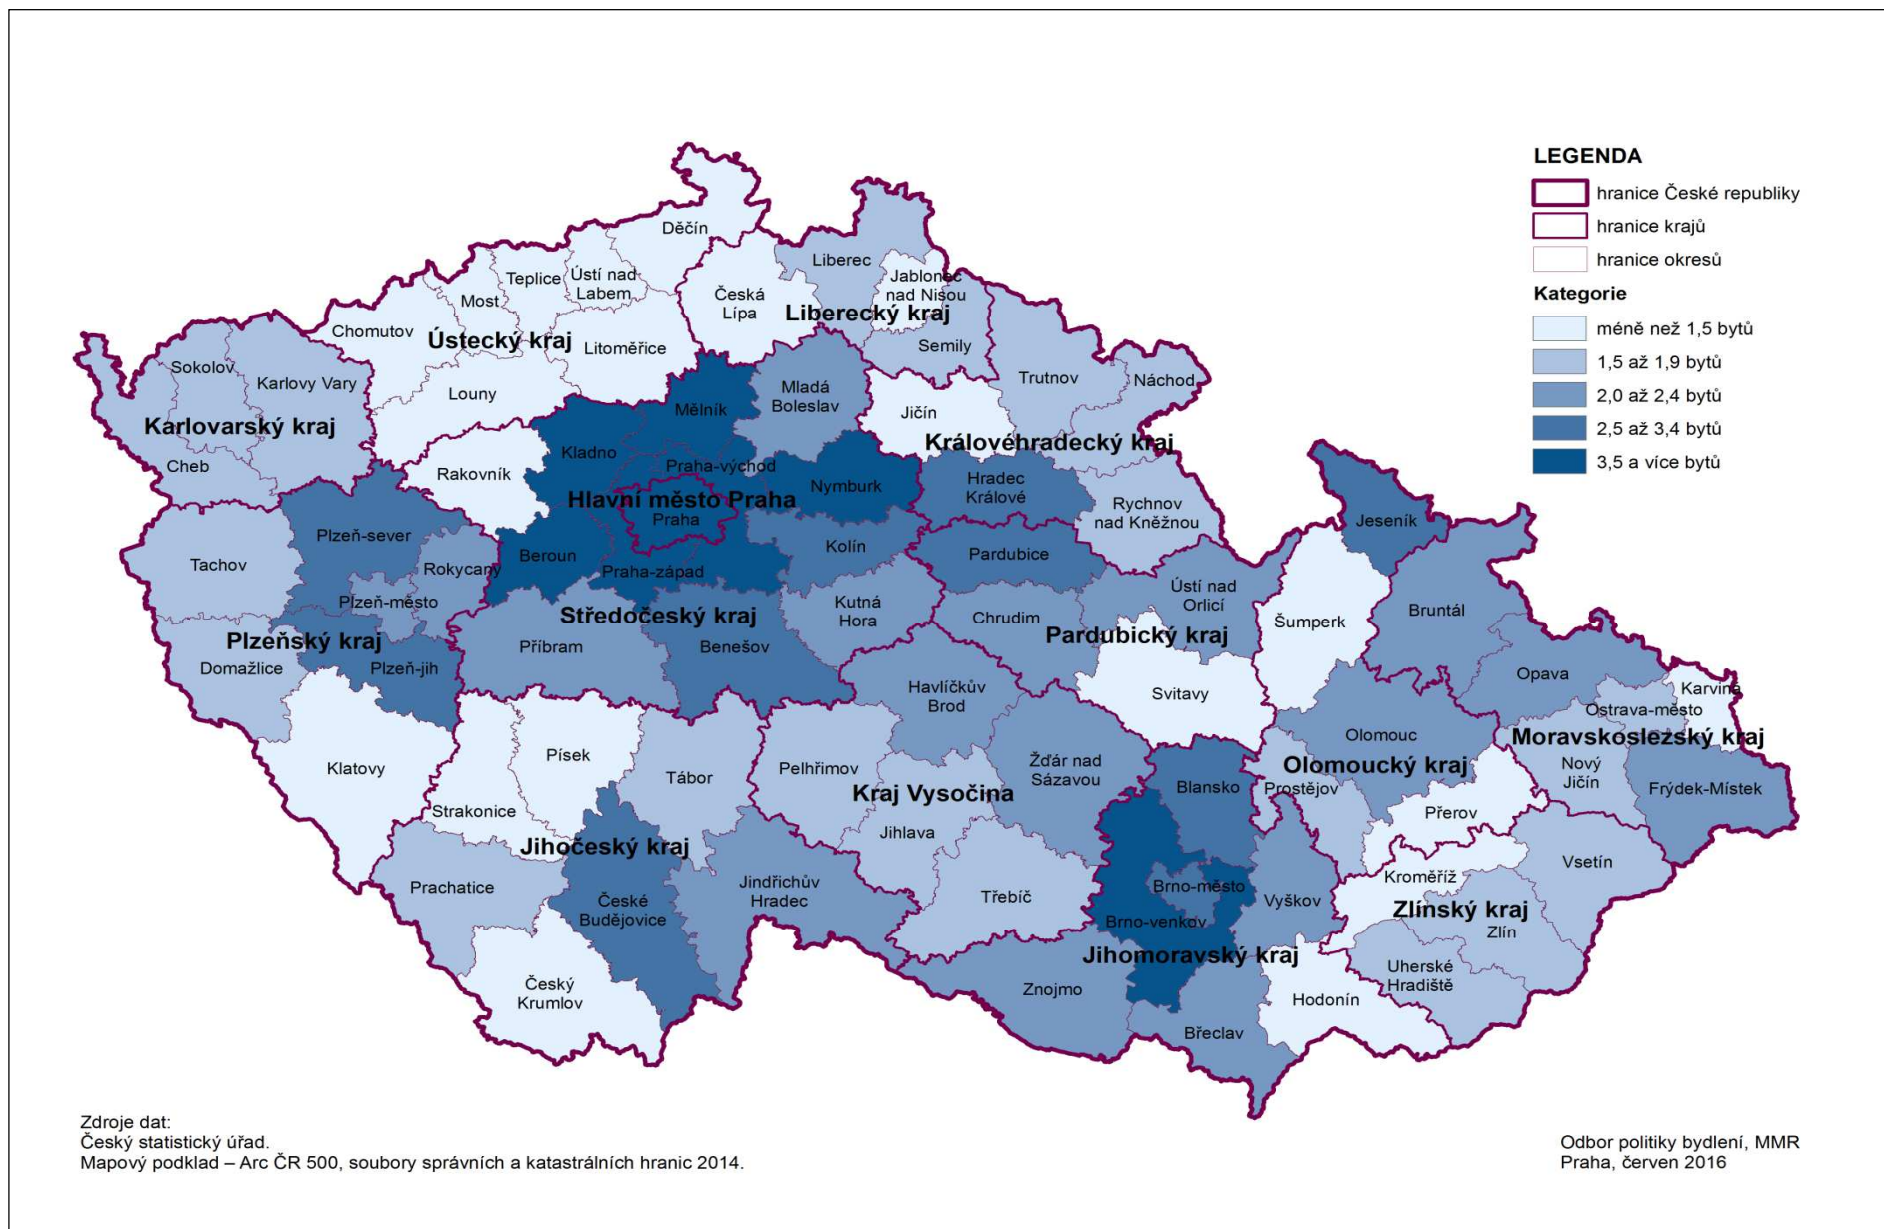 LEGENDA
hranice České republiky
hranice krajů
hranice okresů
Kategorie
méně než 1,5 bytů
1,5 až 1,9 bytů
2,0 až 2,4 bytů
2,5 až 3,4 bytů
3,5 a více bytů
Děčín
Liberec
Teplice
Ústí nad
Labem
Jablonec
nad Nisou
Most
Česká
Lípa
Liberecký kraj
Chomutov
Ústecký kraj
Litoměřice
Semily
Sokolov
Karlovy Vary
Trutnov
Náchod
Louny
Mladá
Boleslav
Mělník
Jičín
Karlovarský kraj
Královéhradecký kraj
Kladno
Cheb
Rakovník
Praha-východ
Nymburk
Hradec
Králové
Hlavní město Praha
Praha
Rychnov
nad Kněžnou
Jeseník
Plzeň-sever
Kolín
Beroun
Pardubice
Tachov
Rokycany
Praha-západ
Ústí nad
Orlicí
Plzeň-město
Kutná
Hora
Středočeský kraj
Chrudim
Bruntál
Šumperk
Plzeňský kraj
Pardubický kraj
Příbram
Benešov
Domažlice
Plzeň-jih
Opava
Havlíčkův
Brod
Svitavy
Karviná
Ostrava-město
Moravskoslezský kraj
Olomouc
Písek
Žďár nad
Sázavou
Klatovy
Tábor
Pelhřimov
Olomoucký kraj
Nový
Jičín
Kraj Vysočina
Blansko
Prostějov
Frýdek-Místek
Strakonice
Přerov
Jihlava
Jihočeský kraj
Vsetín
Kroměříž
Prachatice
Jindřichův
Hradec
Brno-město
České
Budějovice
Třebíč
Vyškov
Zlínský kraj
Brno-venkov
Zlín
Jihomoravský kraj
Uherské
Hradiště
Český
Krumlov
Znojmo
Hodonín
Břeclav
Zdroje dat:
Český statistický úřad.
Mapový podklad – Arc ČR 500, soubory správních a katastrálních hranic 2014.
Odbor politiky bydlení, MMR
Praha, červen 2016